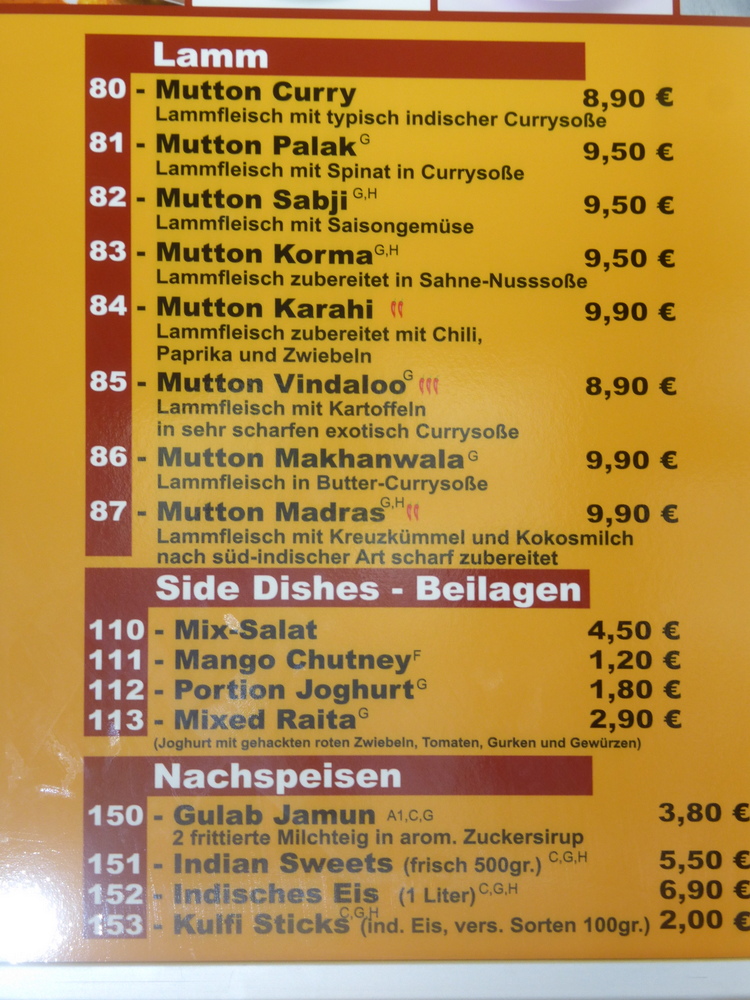 Lamm
80 - Mutton Curry 8,90 €
Lammfleisch mit typisch indischer Currysoße
81 - Mutton Palak G 9,50 €
Lammfleisch mit Spinat in Currysoße
82 - Mutton Sabji G,H 9,50 €
Lammfleisch mit Saisongemüse
83 - Mutton Korma G,H 9,50 €
Lammfleisch zubereitet in Sahne-Nusssoße
84 - Mutton Karahi 9,90 €
Lammfleisch zubereitet mit Chili,
Paprika und Zwiebeln
85 - Mutton Vindaloo G 8,90 €
Lammfleisch mit Kartoffeln
in sehr scharfen exotisch Currysoße
86 - Mutton Makhanwala G 9,90 €
Lammfleisch in Butter-Currysoße
87 - Mutton Madras G,H 9,90 €
Lammfleisch mit Kreuzkümmel und Kokosmilch
nach süd-indischer Art scharf zubereitet
Side Dishes - Beilagen
110 - Mix-Salat 4,50 €
111 - Mango Chutney F 1,20 €
112 - Portion Joghurt G 1,80 €
113 - Mixed Raita G 2,90 €
(Joghurt mit gehackten roten Zwiebeln, Tomaten, Gurken und Gewürzen)
Nachspeisen
150 - Gulab Jamun A1,C,G 3,80 €
2 frittierte Milchteig in arom. Zuckersirup
151 - Indian Sweets (frisch 500gr.) C,G,H 5,50 €
152 - Indisches Eis (1 Liter) C,G,H 6,90 €
153 - Kulfi Sticks C,G,H (ind. Eis, vers. Sorten 100gr.) 2,00 €